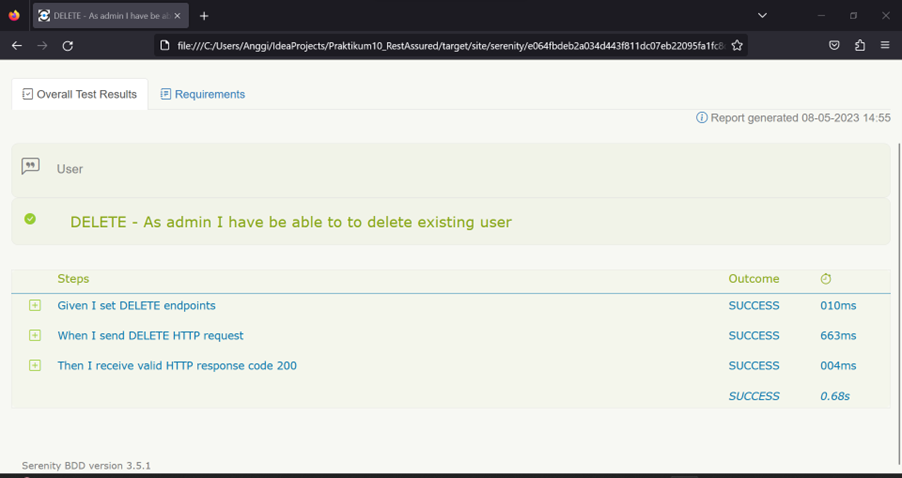 DELETE - As admin I have be ab
file:///C:/Users/Anggi/IdeaProjects/Praktikum10_RestAssured/target/site/serenity/e064fbdeb2a034d443f811dc07eb22095fa1fc8
Overall Test Results
Requirements
Report generated 08-05-2023 14:55
User
DELETE - As admin I have be able to to delete existing user
Steps Outcome
Given I set DELETE endpoints SUCCESS 010ms
When I send DELETE HTTP request SUCCESS 663ms
Then I receive valid HTTP response code 200 SUCCESS 004ms
SUCCESS 0.68s
Serenity BDD version 3.5.1